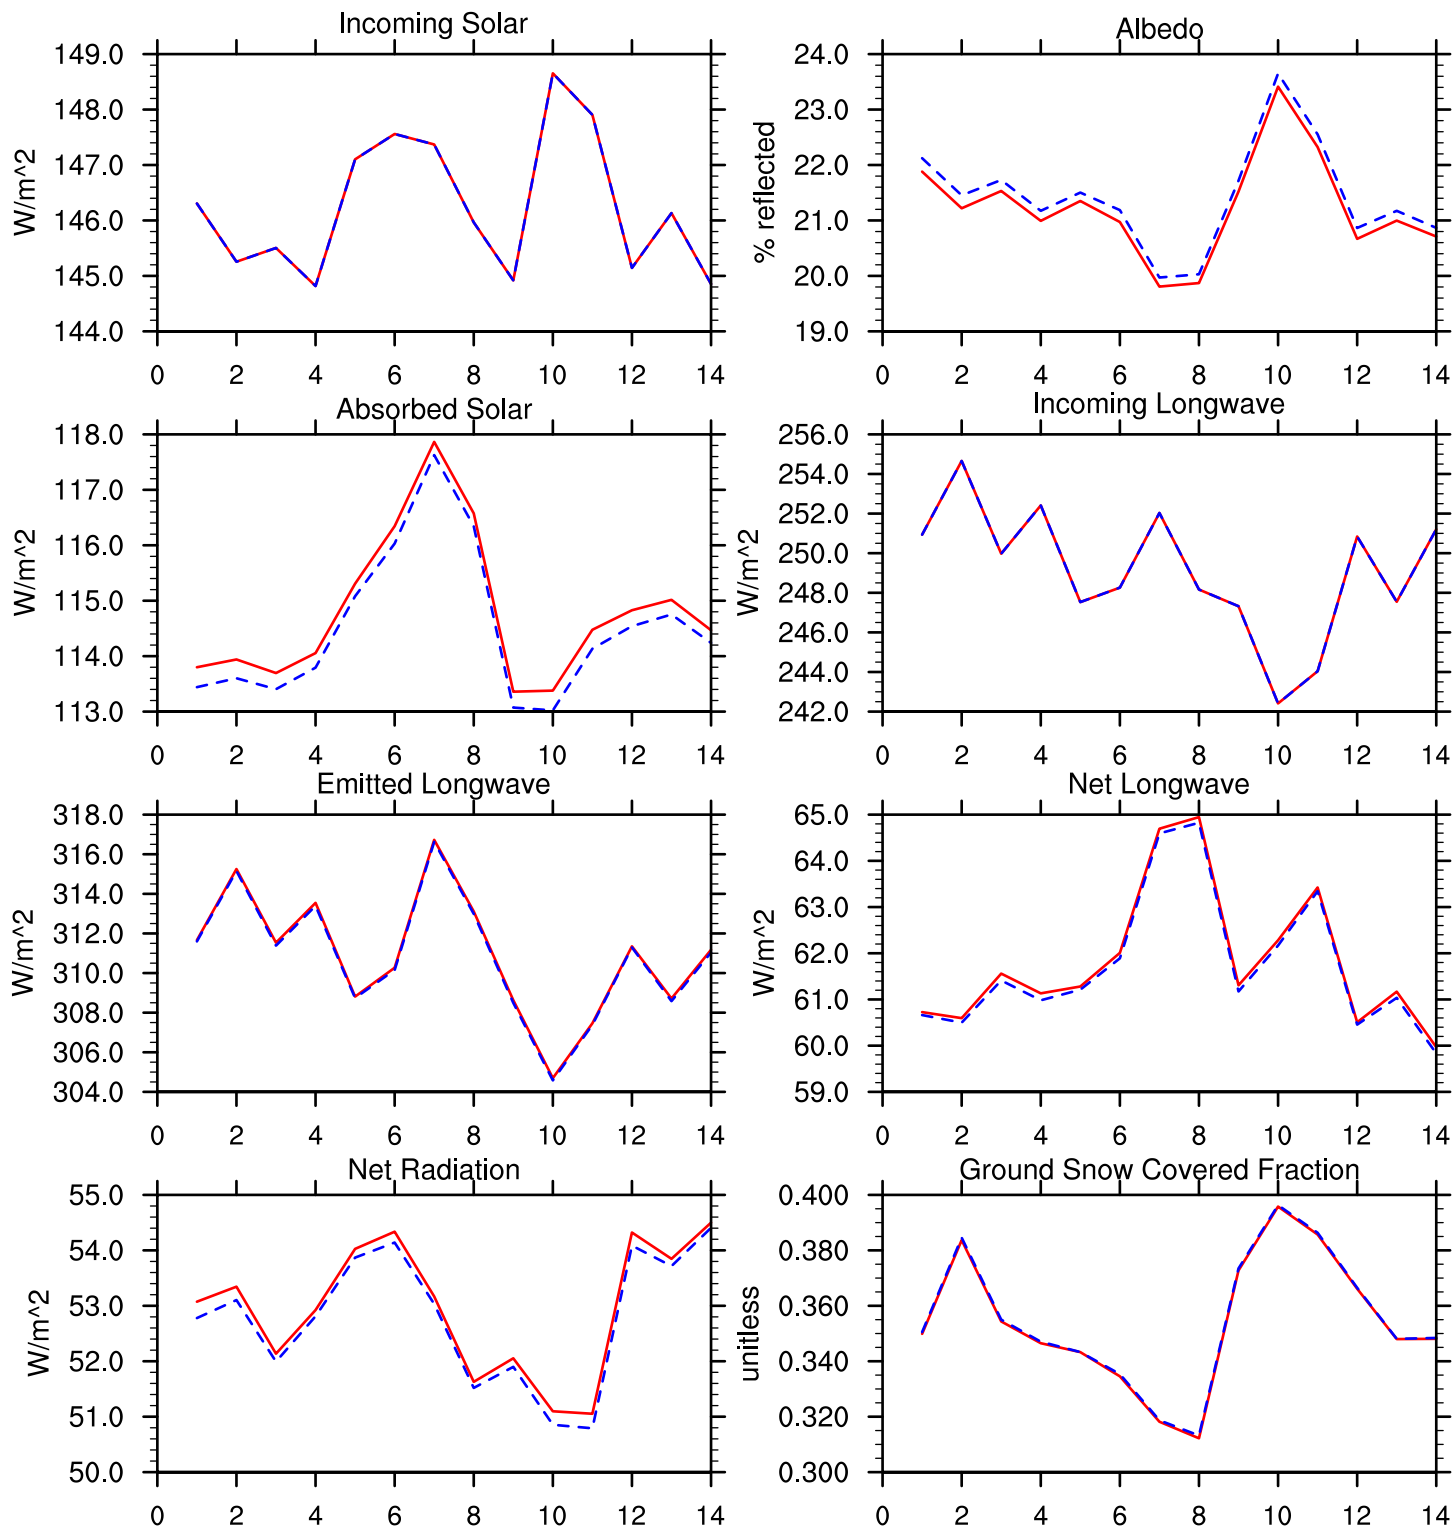 Incoming Solar
W/m^2
149.0
148.0
147.0
146.0
145.0
144.0
0 2 4 6 8 10 12 14
Albedo
% reflected
24.0
23.0
22.0
21.0
20.0
19.0
0 2 4 6 8 10 12 14
Absorbed Solar
W/m^2
118.0
117.0
116.0
115.0
114.0
113.0
0 2 4 6 8 10 12 14
Incoming Longwave
W/m^2
256.0
254.0
252.0
250.0
248.0
246.0
244.0
242.0
0 2 4 6 8 10 12 14
Emitted Longwave
W/m^2
318.0
316.0
314.0
312.0
310.0
308.0
306.0
304.0
0 2 4 6 8 10 12 14
Net Longwave
W/m^2
65.0
64.0
63.0
62.0
61.0
60.0
59.0
0 2 4 6 8 10 12 14
Net Radiation
W/m^2
55.0
54.0
53.0
52.0
51.0
50.0
0 2 4 6 8 10 12 14
Ground Snow Covered Fraction
unitless
0.400
0.380
0.360
0.340
0.320
0.300
0 2 4 6 8 10 12 14